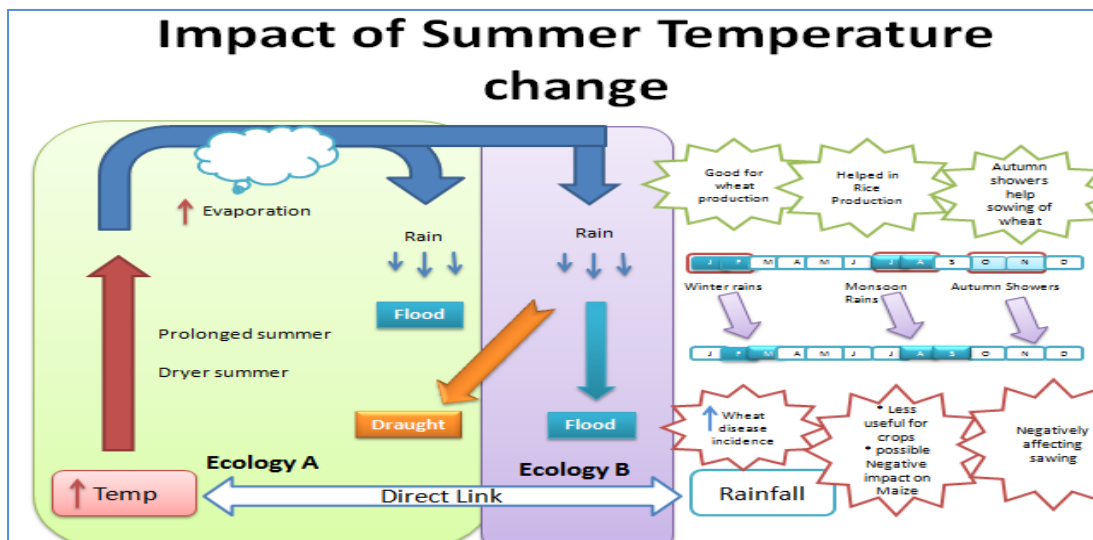 Impact of Summer Temperature
change
Evaporation
Rain
Flood
Prolonged summer
Dryer summer
Draught
Ecology A
Temp
Rain
Flood
Ecology B
Direct Link
Rainfall
Good for
wheat
production
Helped in
Rice
Production
Autumn
showers
help
sowing of
wheat
J F M A M J J A S O N D
Winter rains
Monsoon
Rains
Autumn Showers
J F M A M J J A S O N D
Wheat
disease
incidence
* Less
useful for
crops
* possible
Negative
impact on
Maize
Negatively
affecting
sawing